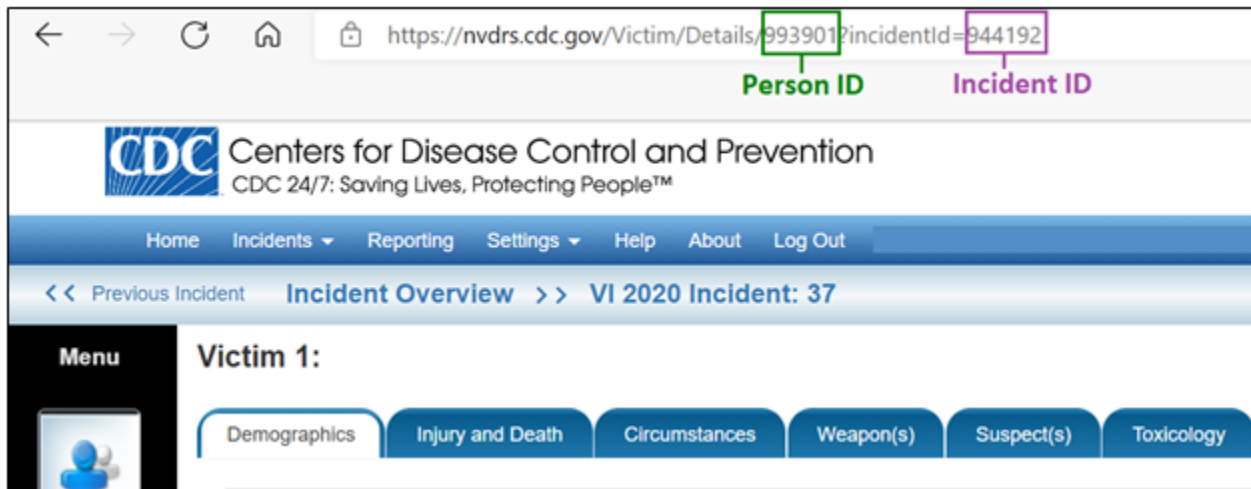 https://nvdrs.cdc.gov/Victim/Details/993901?incidentId=944192
Person ID Incident ID
CDC Centers for Disease Control and Prevention
CDC 24/7: Saving Lives, Protecting People™
Home Incidents Reporting Settings Help About Log Out
<< Previous Incident Incident Overview >> VI 2020 Incident: 37
Menu Victim 1:
Demographics Injury and Death Circumstances Weapon(s) Suspect(s) Toxicology